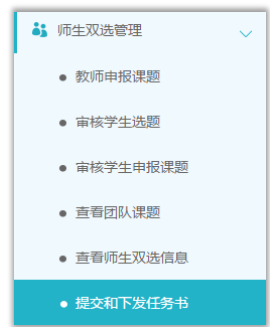 师生双选管理
教师申报课题
审核学生选题
审核学生申报课题
查看团队课题
查看师生双选信息
提交和下发任务书